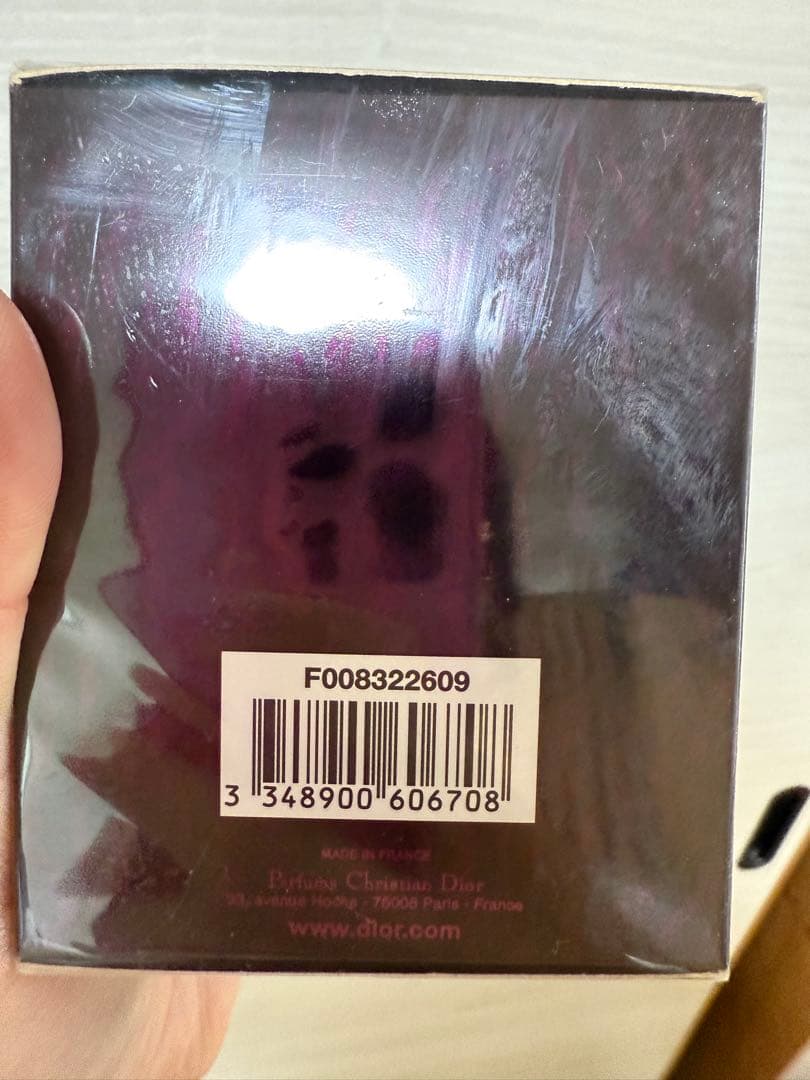 F008322609
3 348900 606708
MADE IN FRANCE
Parfums Christian Dior
33, avenue Hoche - 75008 Paris - France
www.dior.com